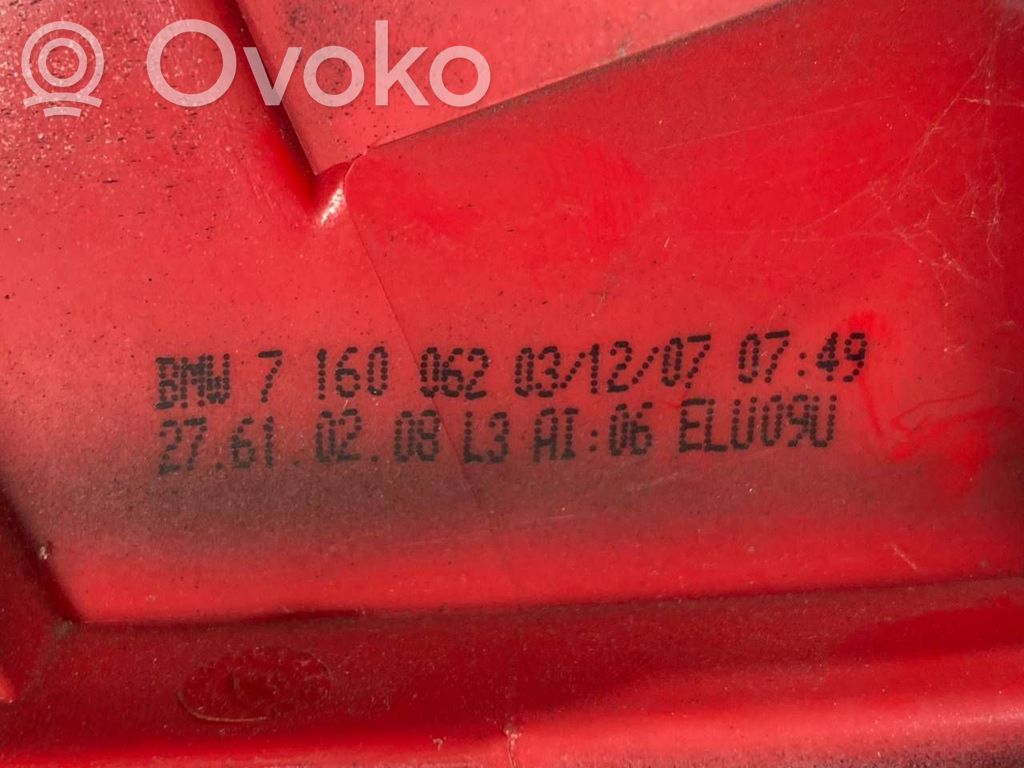 Ovoko
BMW 7 160 062 03/12/07 07:49
27.61.02.08 L3 AI:06 ELU09U